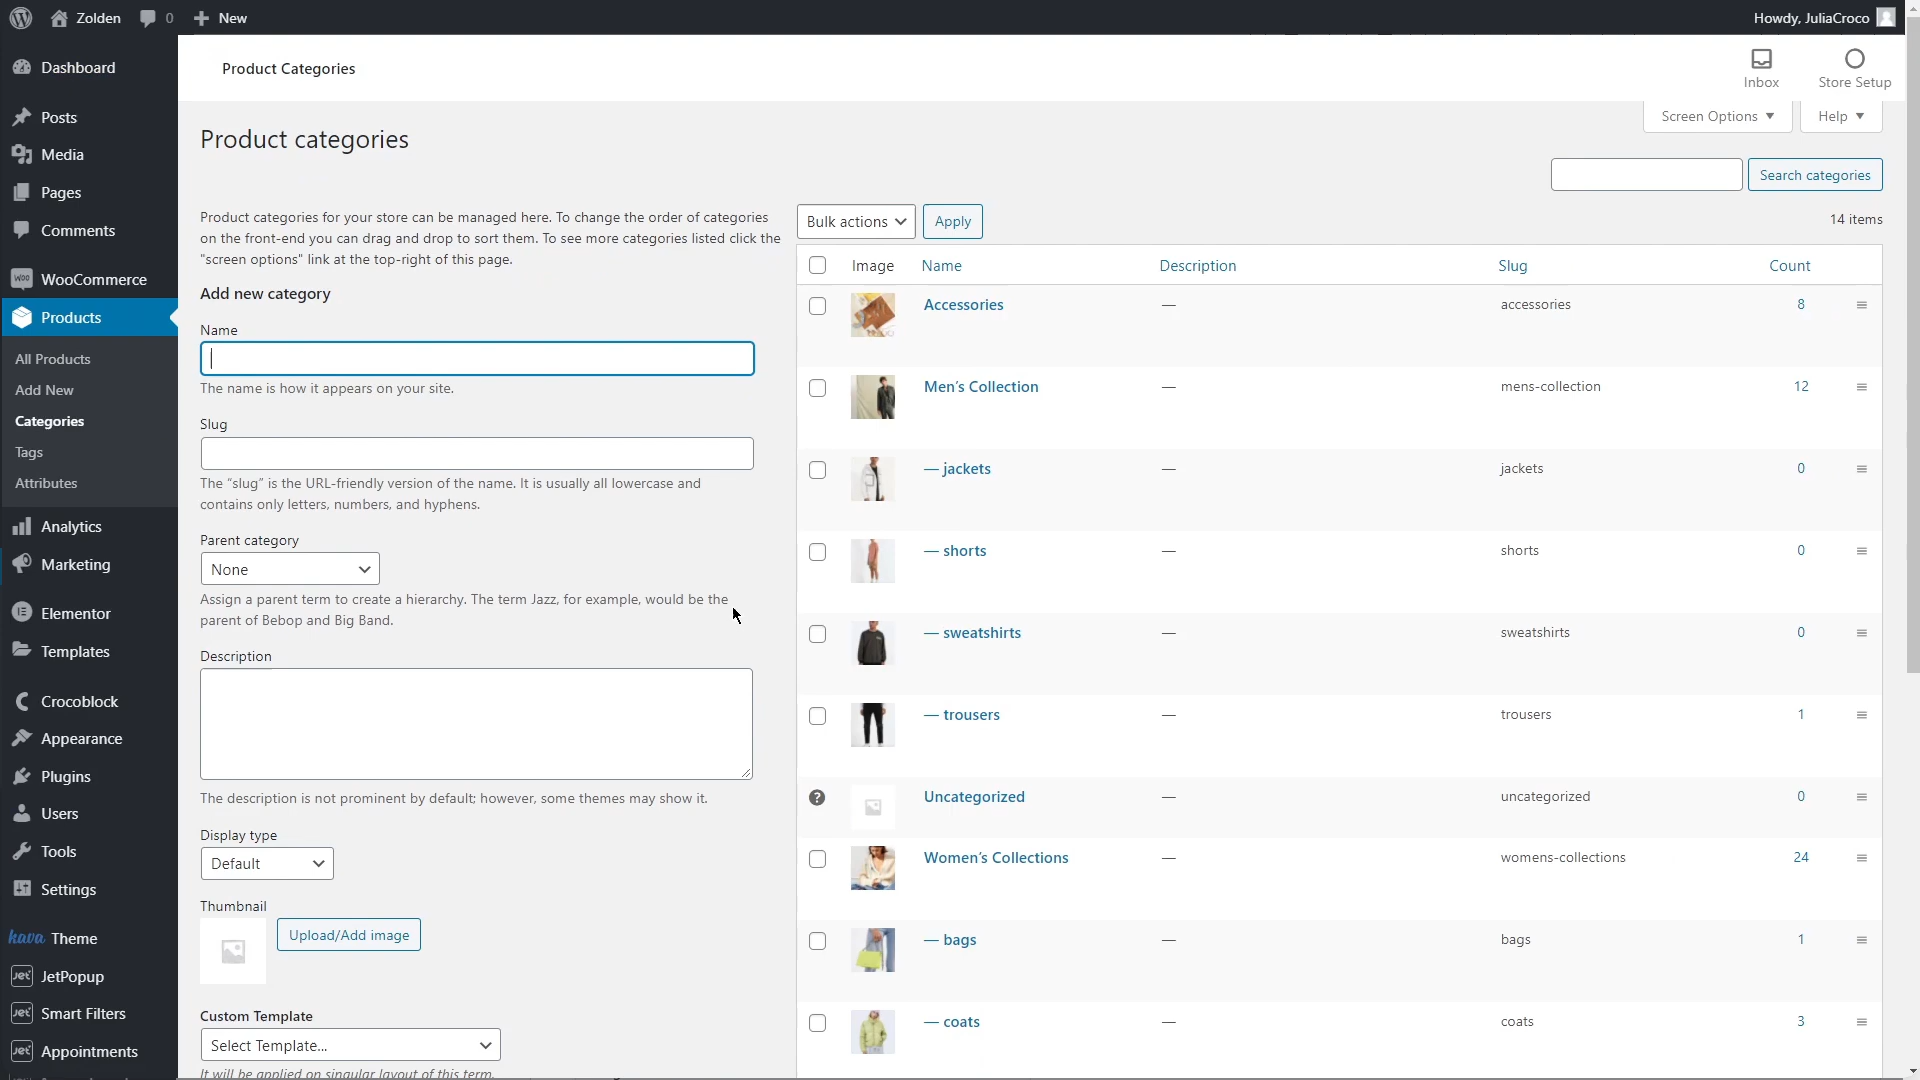 Zolden
0
New
Howdy, JuliaCroco
Dashboard
Posts
Media
Pages
Comments
WooCommerce
Products
All Products
Add New
Categories
Tags
Attributes
Analytics
Marketing
Elementor
Templates
Crocoblock
Appearance
Plugins
Users
Tools
Settings
kava Theme
Jet JetPopup
Jet Smart Filters
Jet Appointments
Product Categories
Inbox
Store Setup
Screen Options
Help
Product categories
Search categories
Product categories for your store can be managed here. To change the order of categories
on the front-end you can drag and drop to sort them. To see more categories listed click the
"screen options" link at the top-right of this page.
Add new category
Name
The name is how it appears on your site.
Slug
The “slug” is the URL-friendly version of the name. It is usually all lowercase and
contains only letters, numbers, and hyphens.
Parent category
None
Assign a parent term to create a hierarchy. The term Jazz, for example, would be the
parent of Bebop and Big Band.
Description
The description is not prominent by default; however, some themes may show it.
Display type
Default
Thumbnail
Upload/Add image
Custom Template
Select Template...
It will be applied on singular layout of this term.
Bulk actions
Apply
14 items
Image Name Description Slug Count
Accessories — accessories 8
Men’s Collection — mens-collection 12
— jackets — jackets 0
— shorts — shorts 0
— sweatshirts — sweatshirts 0
— trousers — trousers 1
Uncategorized — uncategorized 0
Women’s Collections — womens-collections 24
— bags — bags 1
— coats — coats 3